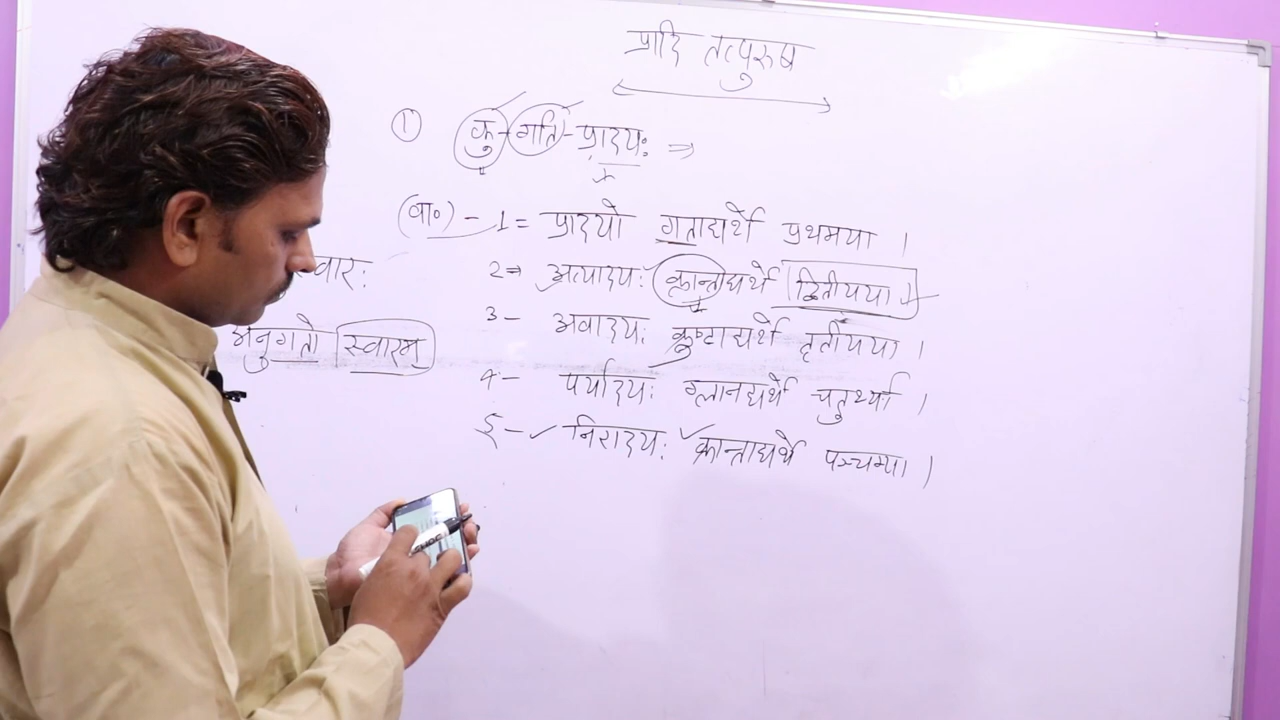 प्रादि तत्पुरुष
① कु-गति-प्रादयः ⇒
(वा०) - 1 = प्रादयो गताद्यर्थे प्रथमया ।
2 ⇒ अत्यादयः क्रान्ताद्यर्थे द्वितीयया ।
3 - अवादयः क्रुष्टाद्यर्थे तृतीयया ।
4 - पर्यादयः ग्लानद्यर्थे चतुर्थ्या ।
5 - निरादयः क्रान्ताद्यर्थे पञ्चम्या ।
अनुगतो स्वारम्